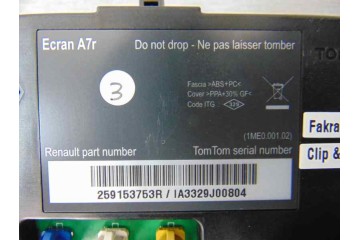 Ecran A7r
Do not drop - Ne pas laisser tomber
3
Fascia >ABS+PC<
Cover >PPA+30% GF<
Code ITG
(1ME0.001.02)
Fakra
Clip &
Renault part number
TomTom serial number
259153753R / IA3329J00804